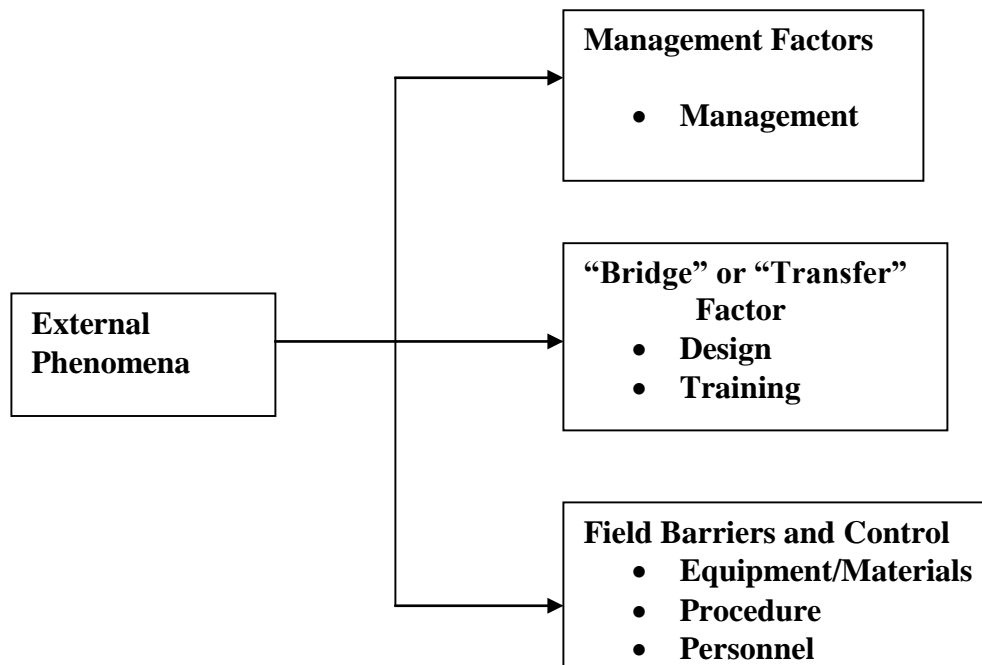 Management Factors
• Management
“Bridge” or “Transfer”
Factor
• Design
• Training
External
Phenomena
Field Barriers and Control
• Equipment/Materials
• Procedure
• Personnel